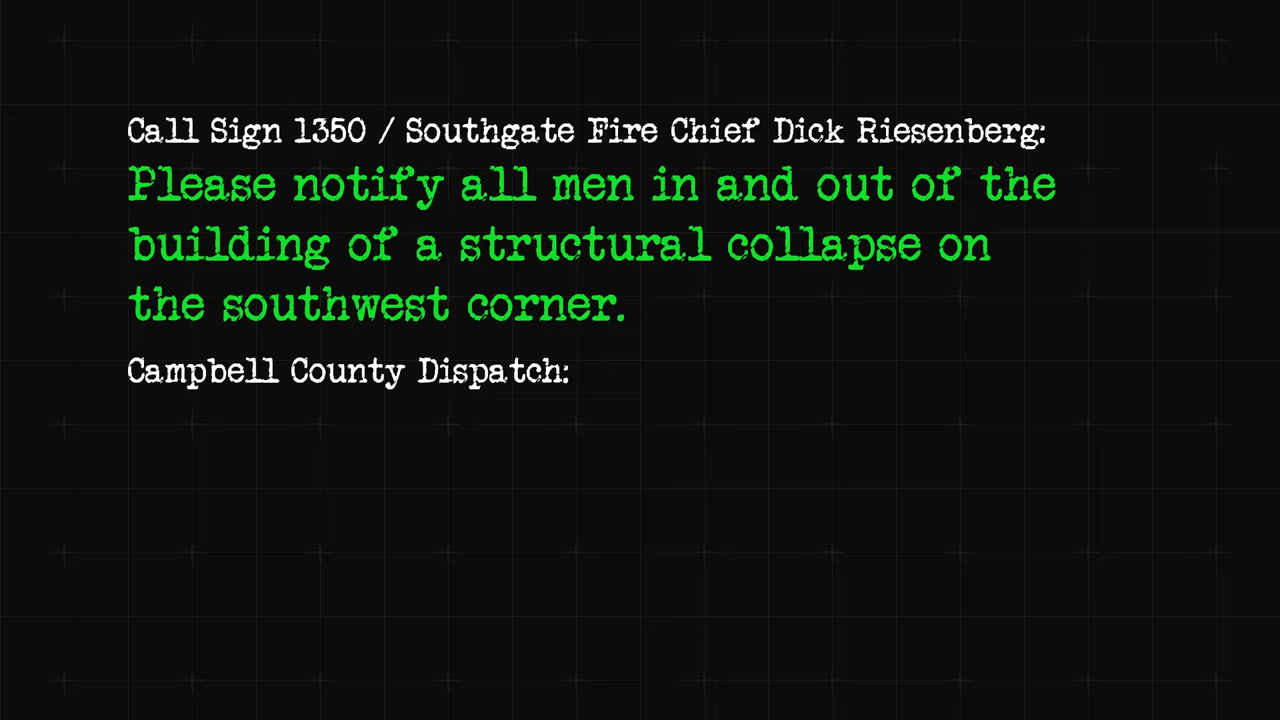 Call Sign 1350 / Southgate Fire Chief Dick Riesenberg:
Please notify all men in and out of the
building of a structural collapse on
the southwest corner.
Campbell County Dispatch: